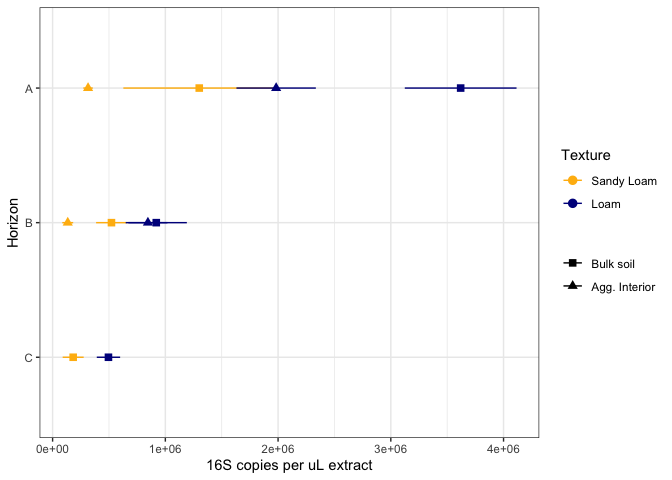 A
B
C
Horizon
0e+00
1e+06
2e+06
3e+06
4e+06
16S copies per uL extract
Texture
Sandy Loam
Loam
Bulk soil
Agg. Interior